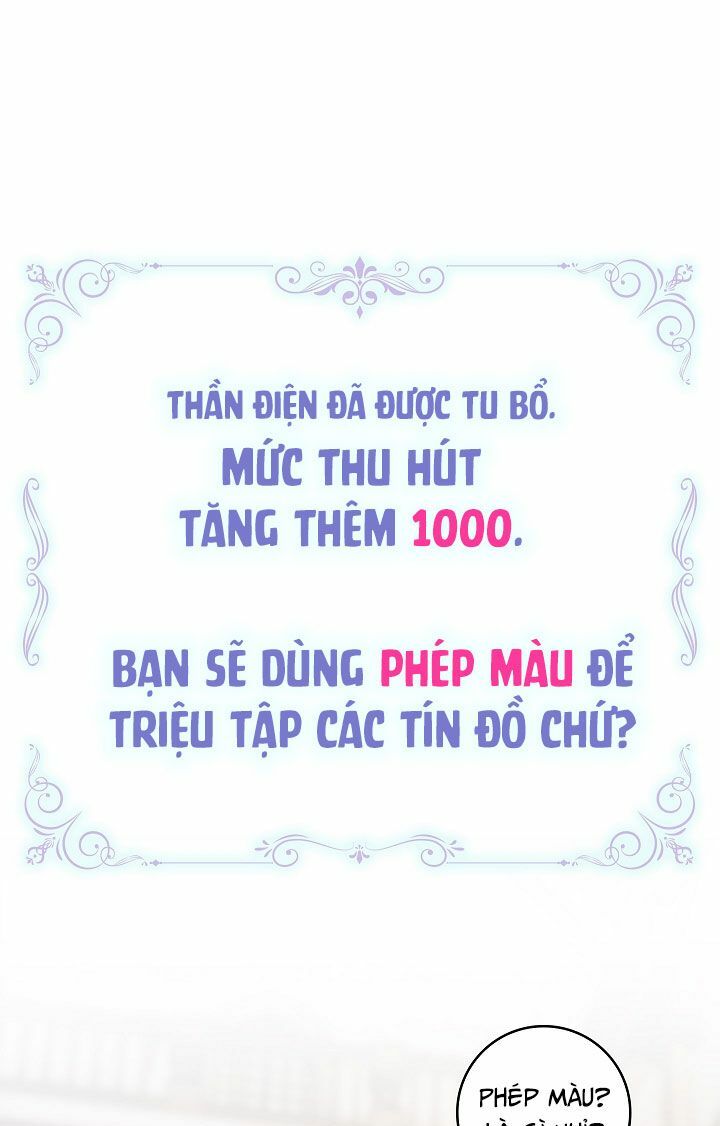 THẦN ĐIỆN ĐÃ ĐƯỢC TU BỔ.
MỨC THU HÚT
TĂNG THÊM 1000.
BẠN SẼ DÙNG PHÉP MÀU ĐỂ
TRIỆU TẬP CÁC TÍN ĐỒ CHỨ?
PHÉP MÀU?